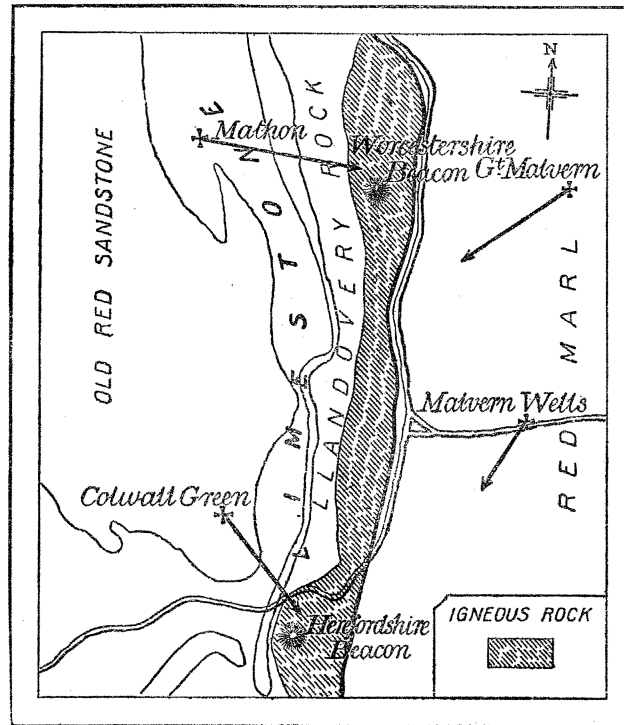 N
Mathon
Worcestershire
Beacon
Gt. Malvern
OLD RED SANDSTONE
LIMESTONE
LLANDOVERY ROCK
RED MARL
Malvern Wells
Colwall Green
Herefordshire
Beacon
IGNEOUS ROCK